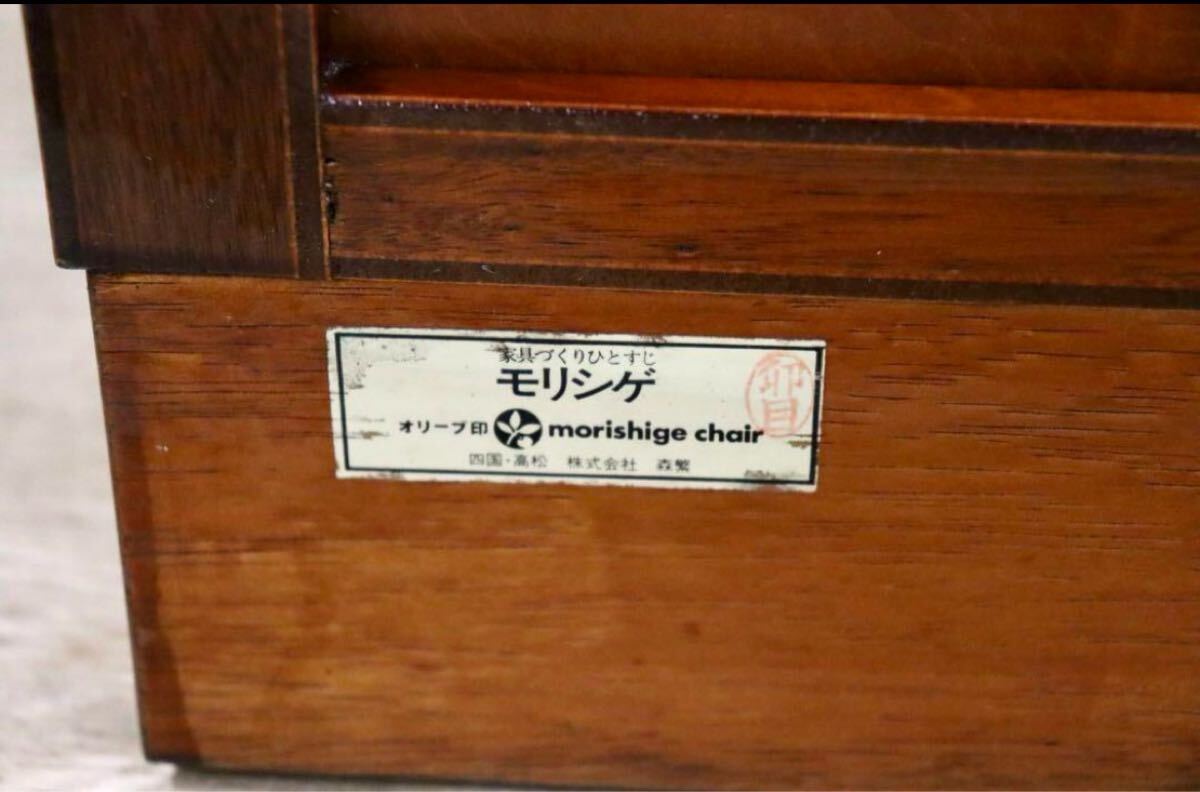 家具づくりひとすじ
モリシゲ
オリーブ印 morishige chair
四国・高松 株式会社 森繁